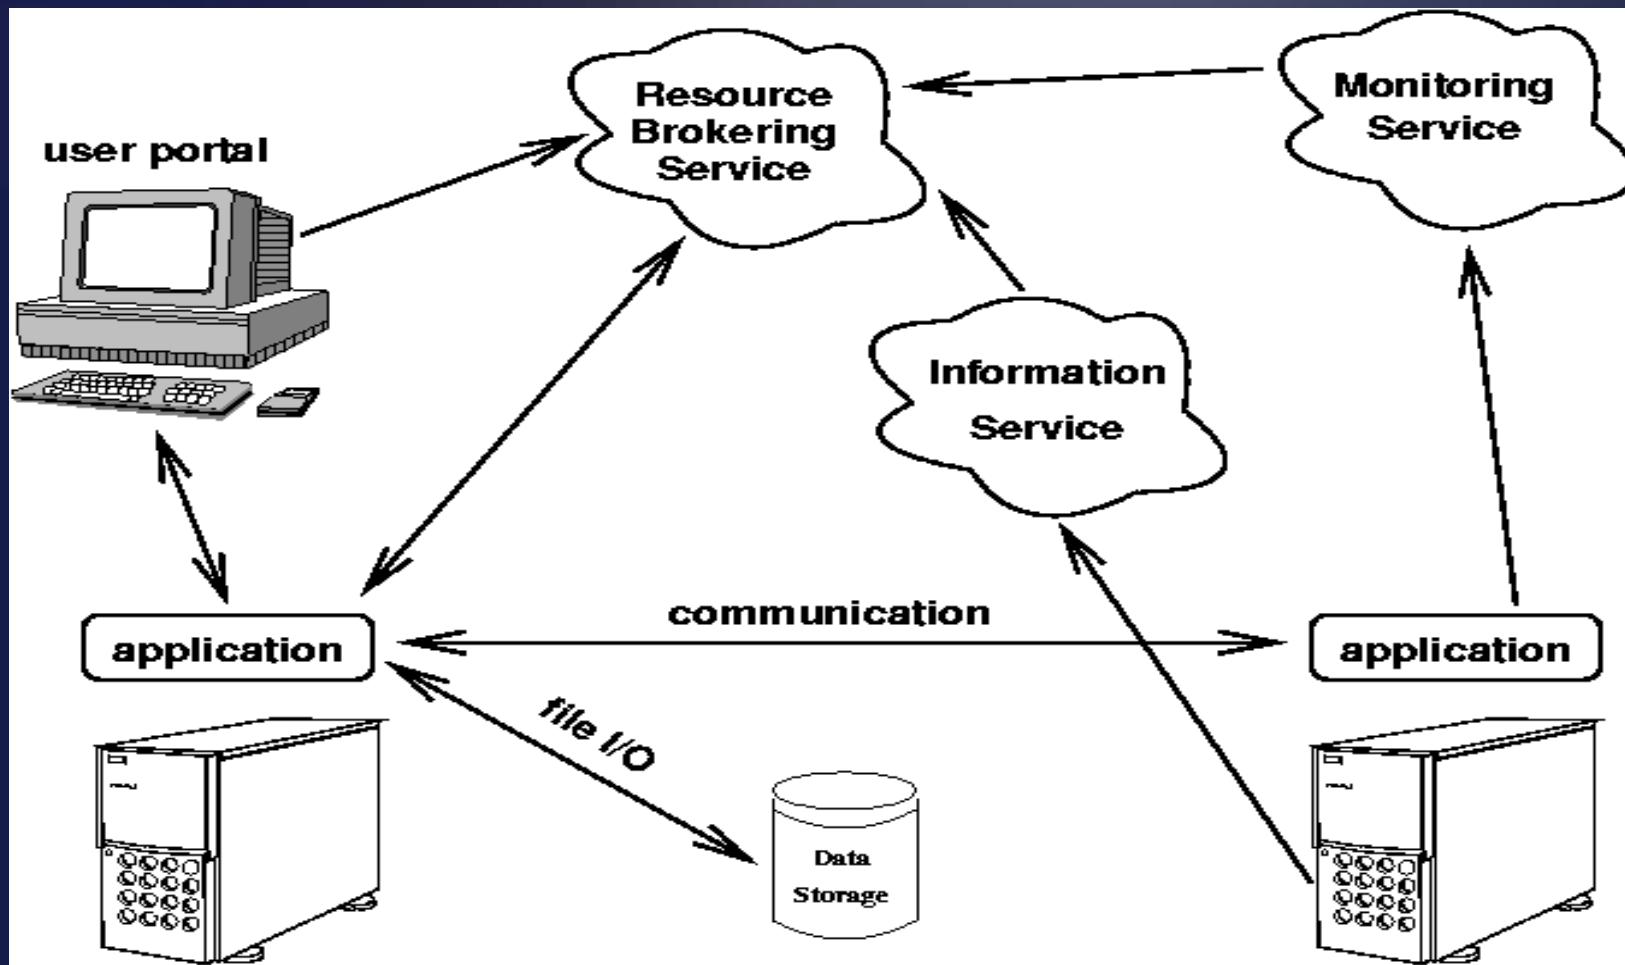 Resource
Brokering
Service
Monitoring
Service
user portal
Information
Service
communication
application
application
file I/O
Data
Storage